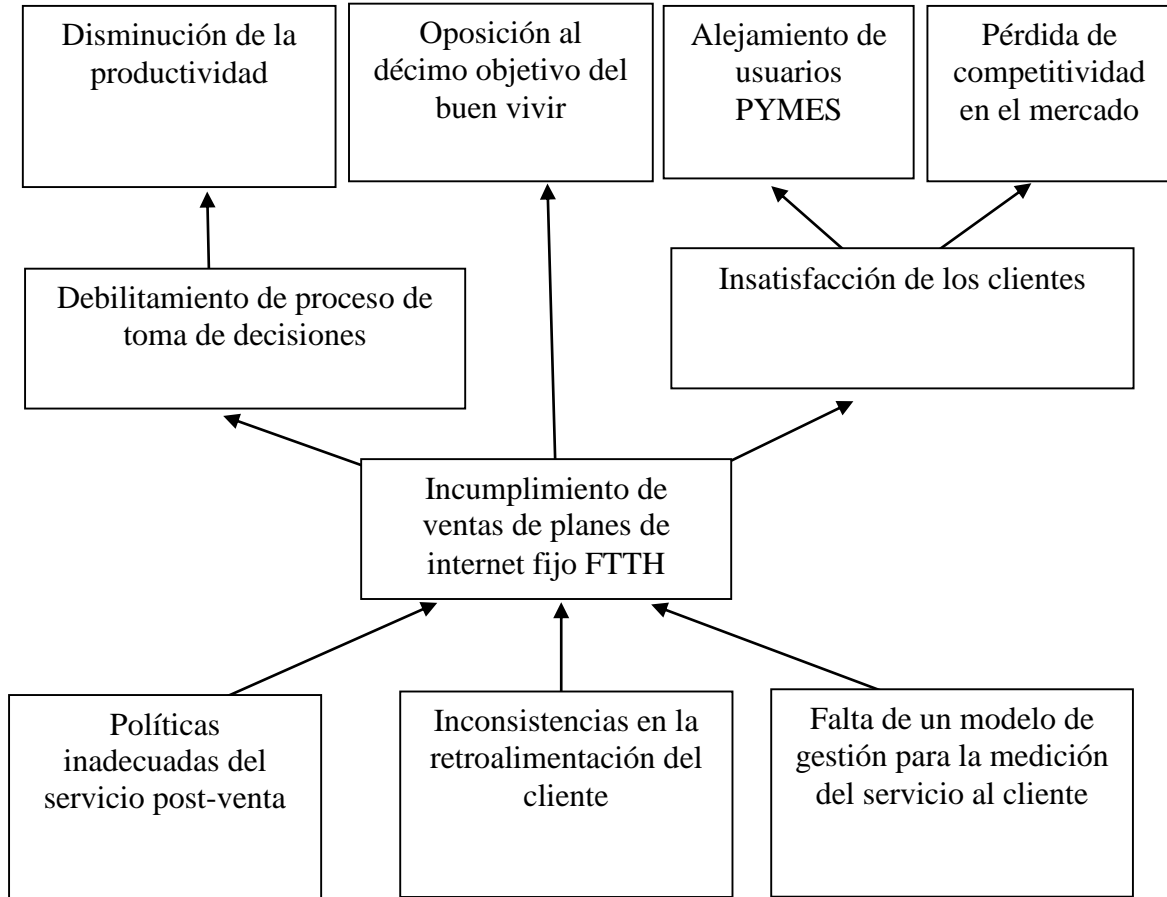 Disminución de la
productividad
Oposición al
décimo objetivo del
buen vivir
Alejamiento de
usuarios
PYMES
Pérdida de
competitividad
en el mercado
Debilitamiento de proceso de
toma de decisiones
Insatisfacción de los clientes
Incumplimiento de
ventas de planes de
internet fijo FTTH
Políticas
inadecuadas del
servicio post-venta
Inconsistencias en la
retroalimentación del
cliente
Falta de un modelo de
gestión para la medición
del servicio al cliente